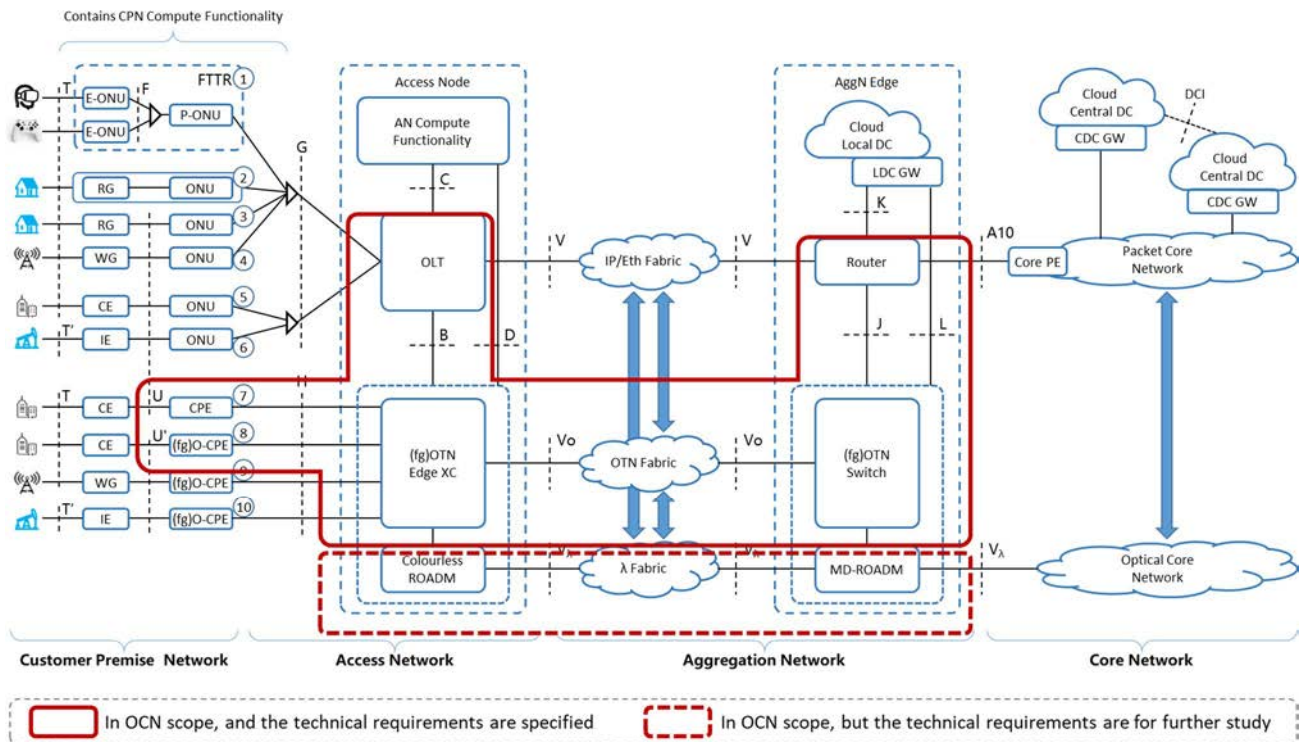 Contains CPN Compute Functionality
FTTR 1
T
E-ONU
F
P-ONU
E-ONU
G
RG
ONU
2
RG
ONU
3
WG
ONU
4
CE
ONU
5
T'
IE
ONU
6
T
CE
U
CPE
7
H
CE
U'
(fg)O-CPE
8
WG
(fg)O-CPE
9
T'
IE
(fg)O-CPE
10
Access Node
AN Compute
Functionality
C
OLT
B
D
(fg)OTN
Edge XC
Colourless
ROADM
V
IP/Eth Fabric
V
Vo
OTN Fabric
Vo
Vλ
λ Fabric
Vλ
AggN Edge
Cloud
Local DC
LDC GW
K
Router
J
L
(fg)OTN
Switch
MD-ROADM
A10
Core PE
Packet Core
Network
Cloud
Central DC
CDC GW
DCI
Cloud
Central DC
CDC GW
Vλ
Optical Core
Network
Customer Premise Network
Access Network
Aggregation Network
Core Network
In OCN scope, and the technical requirements are specified
In OCN scope, but the technical requirements are for further study